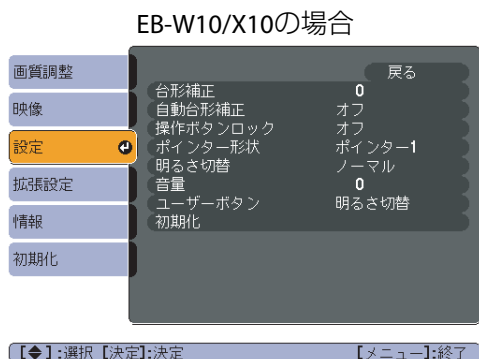 EB-W10/X10の場合
画質調整
映像
設定
拡張設定
情報
初期化
戻る
台形補正 0
自動台形補正 オフ
操作ボタンロック オフ
ポインター形状 ポインター1
明るさ切替 ノーマル
音量 0
ユーザーボタン 明るさ切替
初期化
【◆】:選択【決定】:決定 【メニュー】:終了